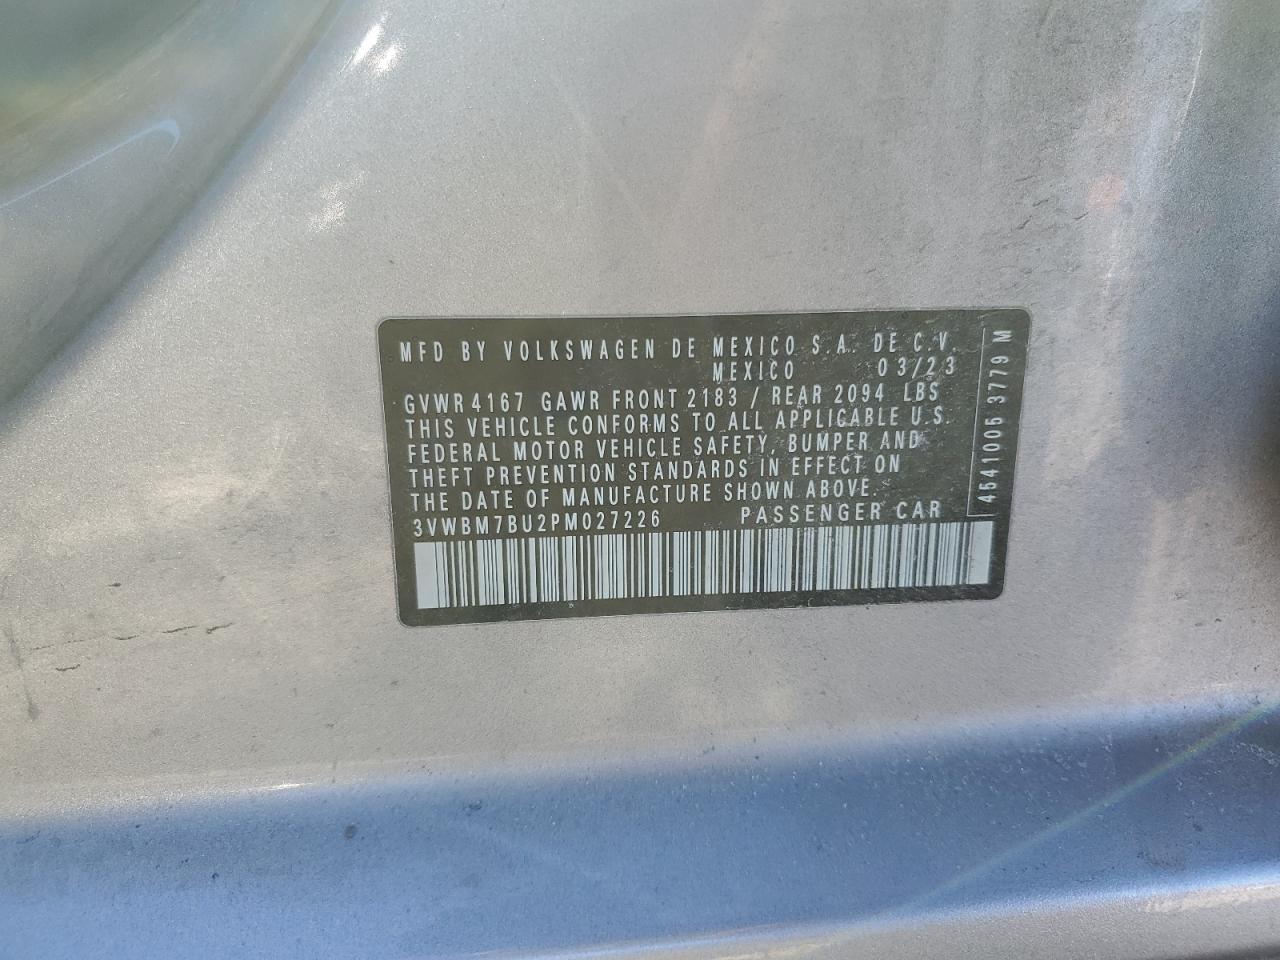 MFD BY VOLKSWAGEN DE MEXICO S.A. DE C.V.
MEXICO 03/23
GVWR 4167 GAWR FRONT 2183 / REAR 2094 LBS
THIS VEHICLE CONFORMS TO ALL APPLICABLE U.S.
FEDERAL MOTOR VEHICLE SAFETY, BUMPER AND
THEFT PREVENTION STANDARDS IN EFFECT ON
THE DATE OF MANUFACTURE SHOWN ABOVE.
3VWBM7BU2PM027226 PASSENGER CAR
4541005 3779 M